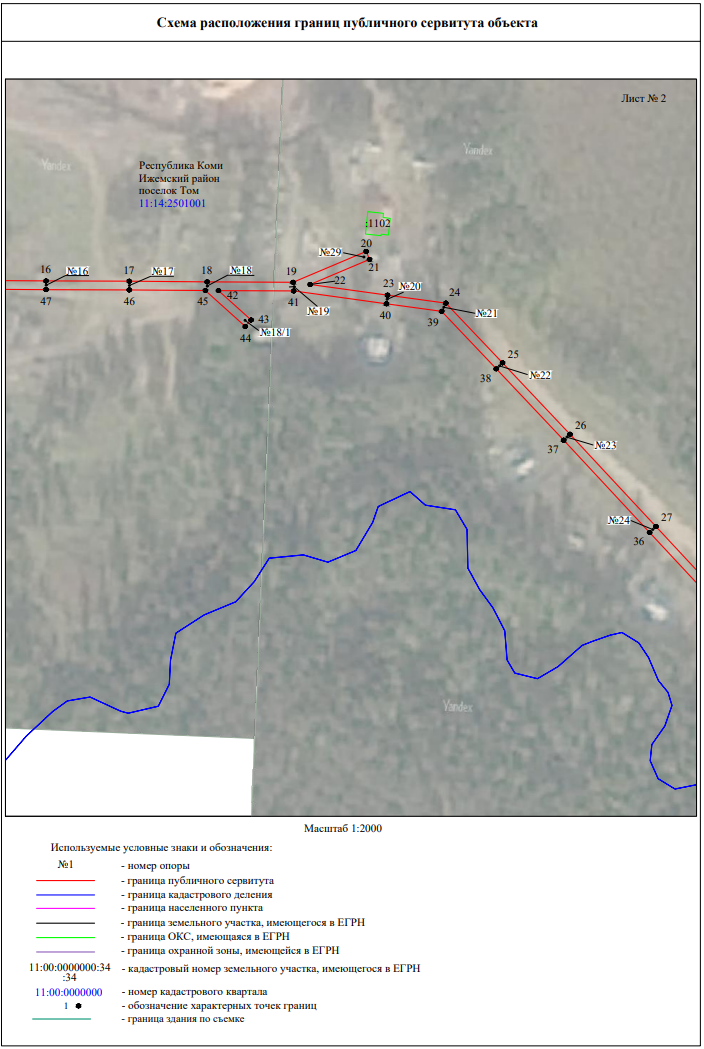 Схема расположения границ публичного сервитута объекта
Лист № 2
Yandex
Yandex
Республика Коми
Ижемский район
поселок Том
11:14:2501001
:1102
20
№29
21
16
№16
17
№17
18
№18
19
22
23
№20
24
47
46
45
42
41
40
39
№21
43
№19
44
№18/1
25
38
№22
26
37
№23
27
№24
36
Yandex
Масштаб 1:2000
Используемые условные знаки и обозначения:
№1 - номер опоры
- граница публичного сервитута
- граница кадастрового деления
- граница населенного пункта
- граница земельного участка, имеющегося в ЕГРН
- граница ОКС, имеющаяся в ЕГРН
- граница охранной зоны, имеющейся в ЕГРН
11:00:0000000:34 - кадастровый номер земельного участка, имеющегося в ЕГРН
:34
11:00:0000000 - номер кадастрового квартала
1 - обозначение характерных точек границ
- граница здания по съемке